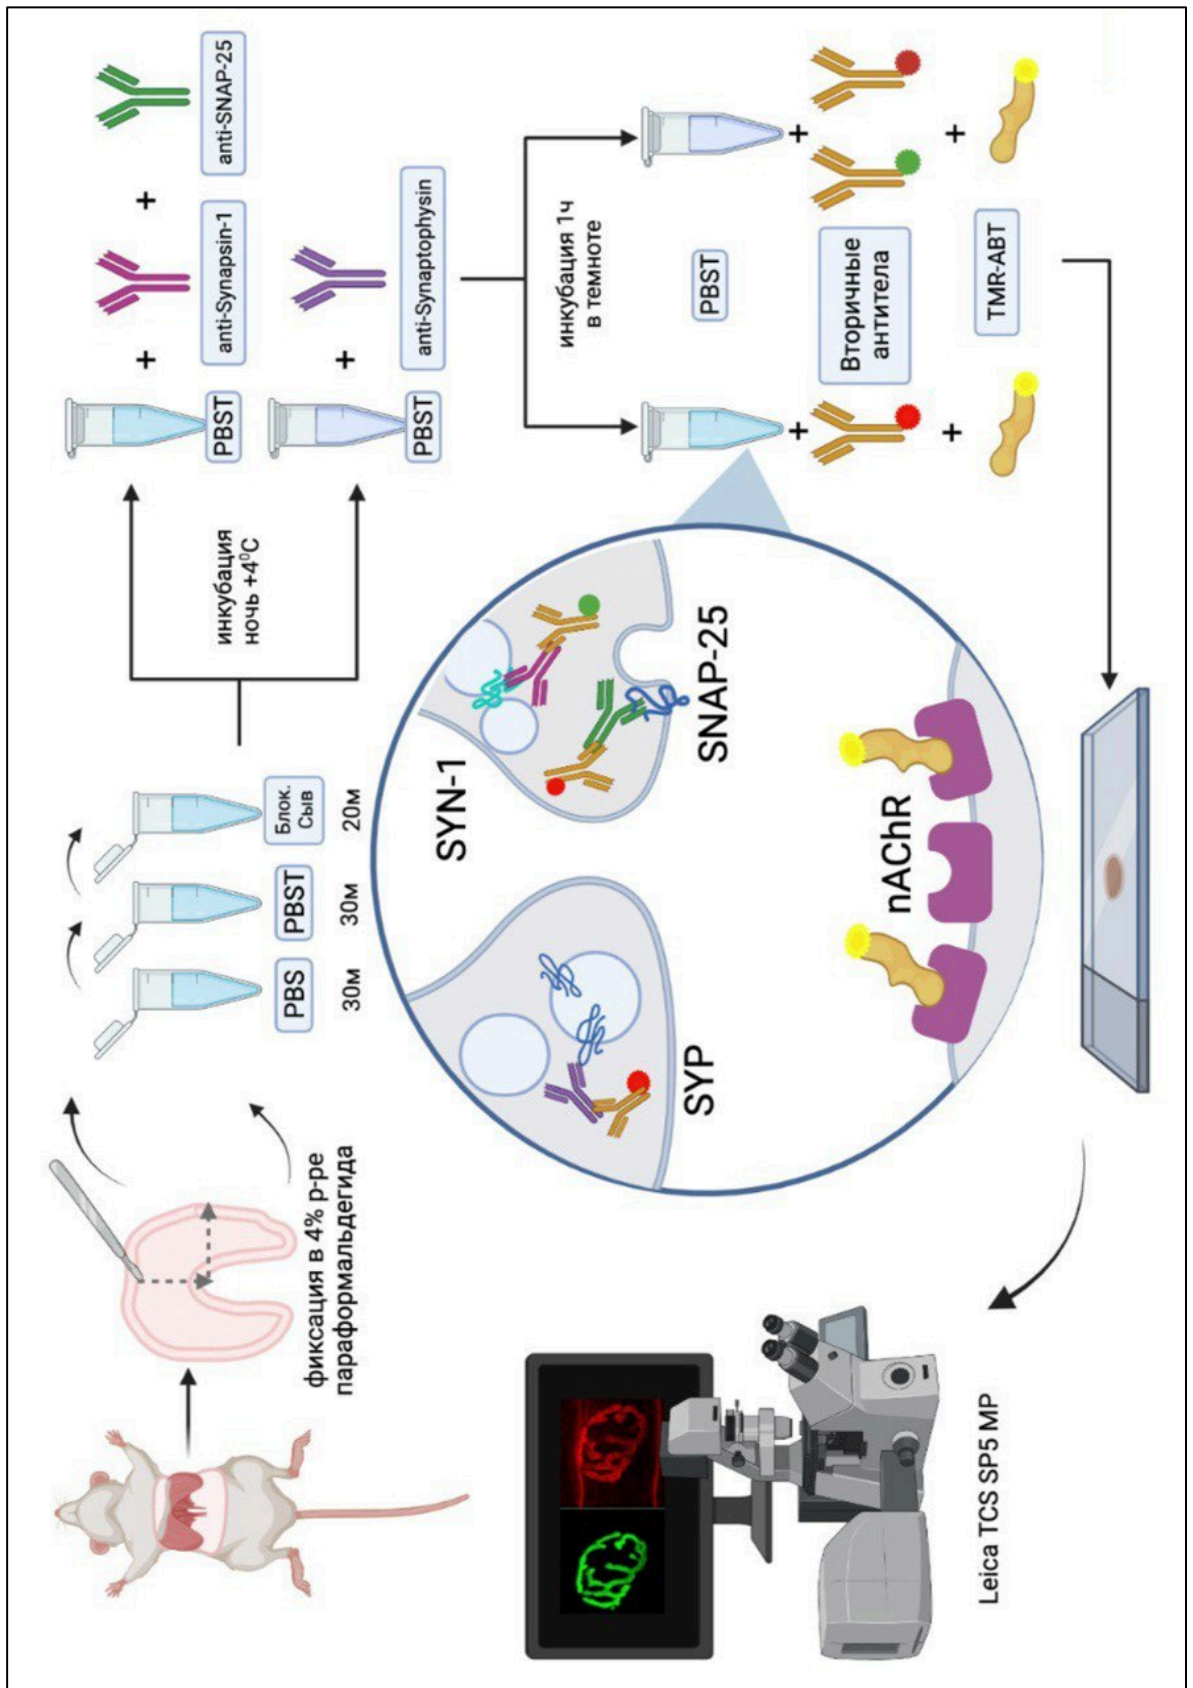 фиксация в 4% р-ре
параформальдегида
PBS
30м
PBST
30м
Блок.
Сыв
20м
инкубация
ночь +4⁰С
PBST
+
anti-Synapsin-1
+
anti-SNAP-25
PBST
+
anti-Synaptophysin
инкубация 1ч
в темноте
PBST
+
+
Вторичные
антитела
+
+
TMR-ABT
SYP
SYN-1
SNAP-25
nAChR
Leica TCS SP5 MP